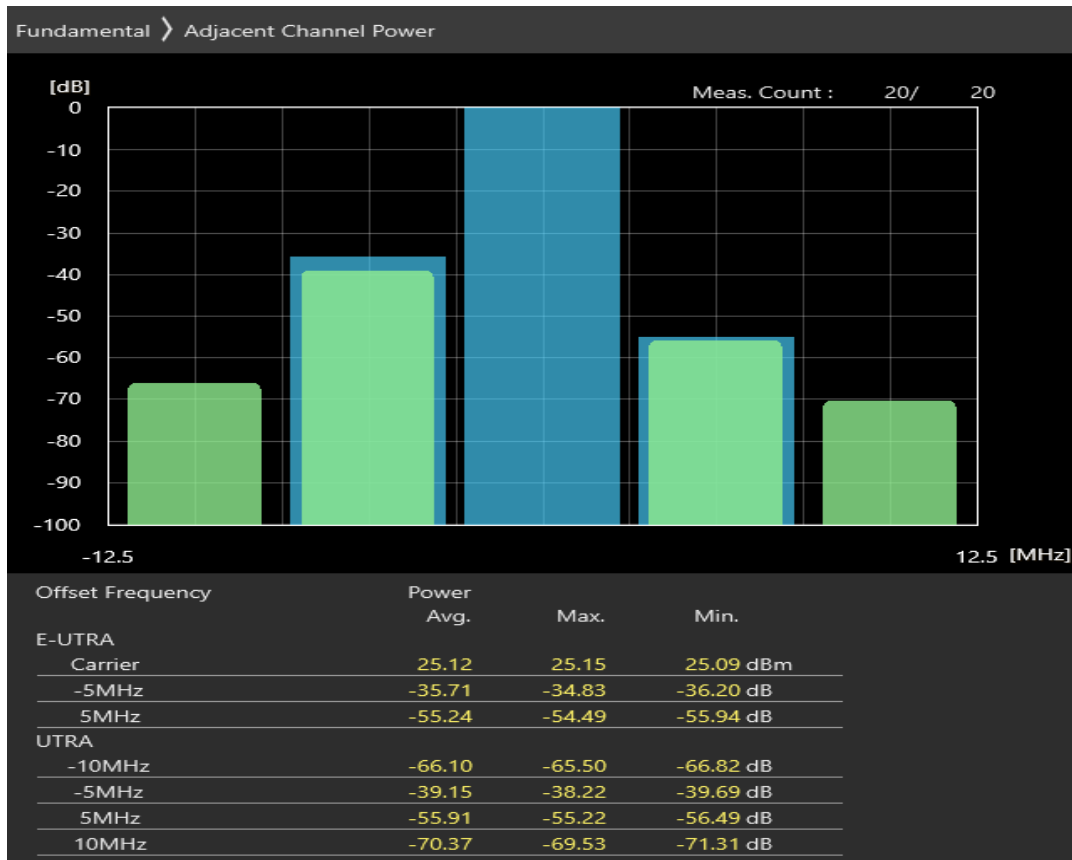 Fundamental ❯ Adjacent Channel Power
[dB]
Meas. Count : 20/ 20
0
-10
-20
-30
-40
-50
-60
-70
-80
-90
-100
-12.5 12.5 [MHz]
Offset Frequency Power
Avg. Max. Min.
E-UTRA
Carrier 25.12 25.15 25.09 dBm
-5MHz -35.71 -34.83 -36.20 dB
5MHz -55.24 -54.49 -55.94 dB
UTRA
-10MHz -66.10 -65.50 -66.82 dB
-5MHz -39.15 -38.22 -39.69 dB
5MHz -55.91 -55.22 -56.49 dB
10MHz -70.37 -69.53 -71.31 dB